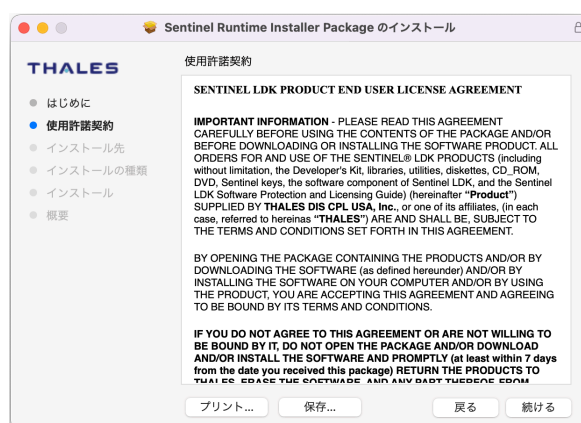 Sentinel Runtime Installer Package のインストール
THALES
はじめに
使用許諾契約
インストール先
インストールの種類
インストール
概要
使用許諾契約
SENTINEL LDK PRODUCT END USER LICENSE AGREEMENT
IMPORTANT INFORMATION - PLEASE READ THIS AGREEMENT
CAREFULLY BEFORE USING THE CONTENTS OF THE PACKAGE AND/OR
BEFORE DOWNLOADING OR INSTALLING THE SOFTWARE PRODUCT. ALL
ORDERS FOR AND USE OF THE SENTINEL® LDK PRODUCTS (including
without limitation, the Developer's Kit, libraries, utilities, diskettes, CD_ROM,
DVD, Sentinel keys, the software component of Sentinel LDK, and the Sentinel
LDK Software Protection and Licensing Guide) (hereinafter “Product”)
SUPPLIED BY THALES DIS CPL USA, Inc., or one of its affiliates, (in each
case, referred to hereinas “THALES”) ARE AND SHALL BE, SUBJECT TO
THE TERMS AND CONDITIONS SET FORTH IN THIS AGREEMENT.
BY OPENING THE PACKAGE CONTAINING THE PRODUCTS AND/OR BY
DOWNLOADING THE SOFTWARE (as defined hereunder) AND/OR BY
INSTALLING THE SOFTWARE ON YOUR COMPUTER AND/OR BY USING
THE PRODUCT, YOU ARE ACCEPTING THIS AGREEMENT AND AGREEING
TO BE BOUND BY ITS TERMS AND CONDITIONS.
IF YOU DO NOT AGREE TO THIS AGREEMENT OR ARE NOT WILLING TO
BE BOUND BY IT, DO NOT OPEN THE PACKAGE AND/OR DOWNLOAD
AND/OR INSTALL THE SOFTWARE AND PROMPTLY (at least within 7 days
from the date you received this package) RETURN THE PRODUCTS TO
THALES, ERASE THE SOFTWARE, AND ANY PART THEREOF, FROM
プリント...
保存...
戻る
続ける